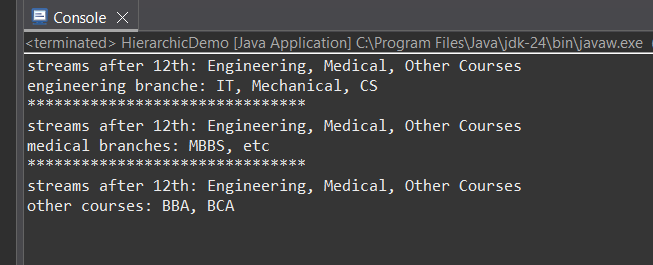 Console
<terminated> HierarchicDemo [Java Application] C:\Program Files\Java\jdk-24\bin\javaw.exe
streams after 12th: Engineering, Medical, Other Courses
engineering branche: IT, Mechanical, CS
*******************************
streams after 12th: Engineering, Medical, Other Courses
medical branches: MBBS, etc
*******************************
streams after 12th: Engineering, Medical, Other Courses
other courses: BBA, BCA